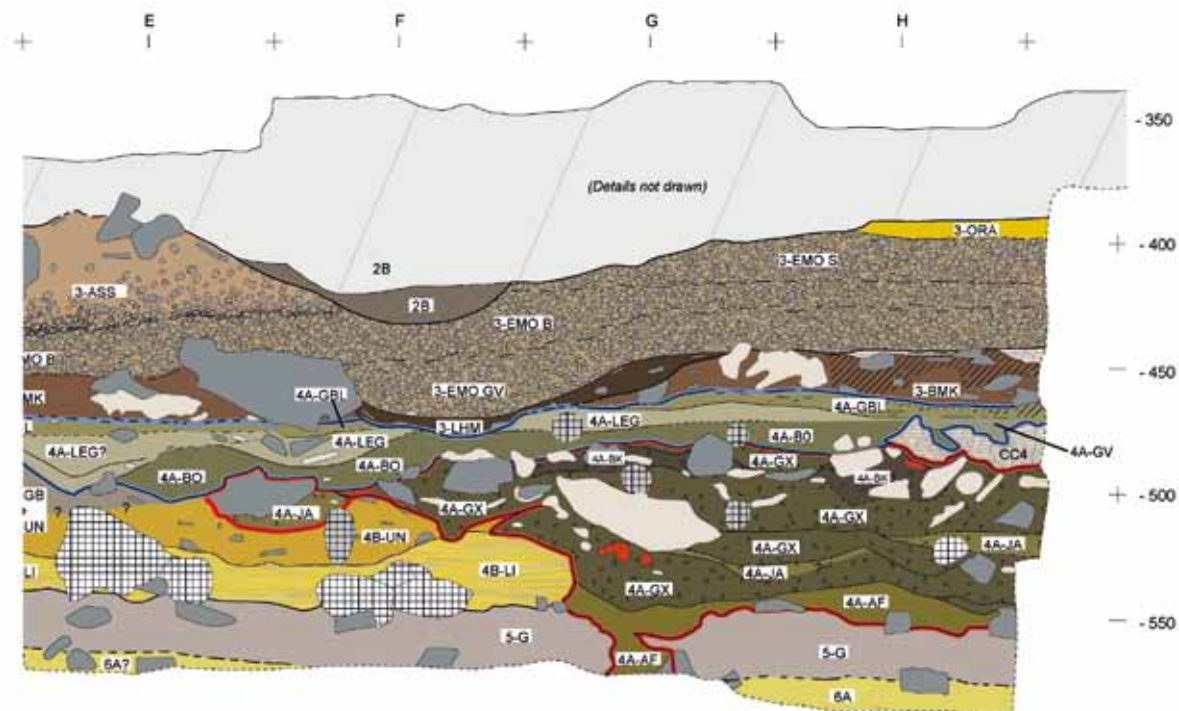 E F G H
- 350
(Details not drawn)
- 400
3-ORA
2B
3-EMO S
3-ASS
2B
3-EMO B
MO B
- 450
4A-GBL
3-EMO GV
3-BMK
MK
4A-GBL
L
3-LHM
4A-LEG
4A-LEG
4A-B0
4A-GV
4A-LEG?
4A-BO
4A-BK
4A-GX
CC4
4A-BO
4A-BK
GB ? ?
- 500
4A-JA
4A-GX
4A-GX
UN
4B-UN
4A-GX
4A-JA
LI
4B-LI
4A-JA
4A-GX
4A-AF
- 550
5-G
5-G
6A?
4A-AF
6A